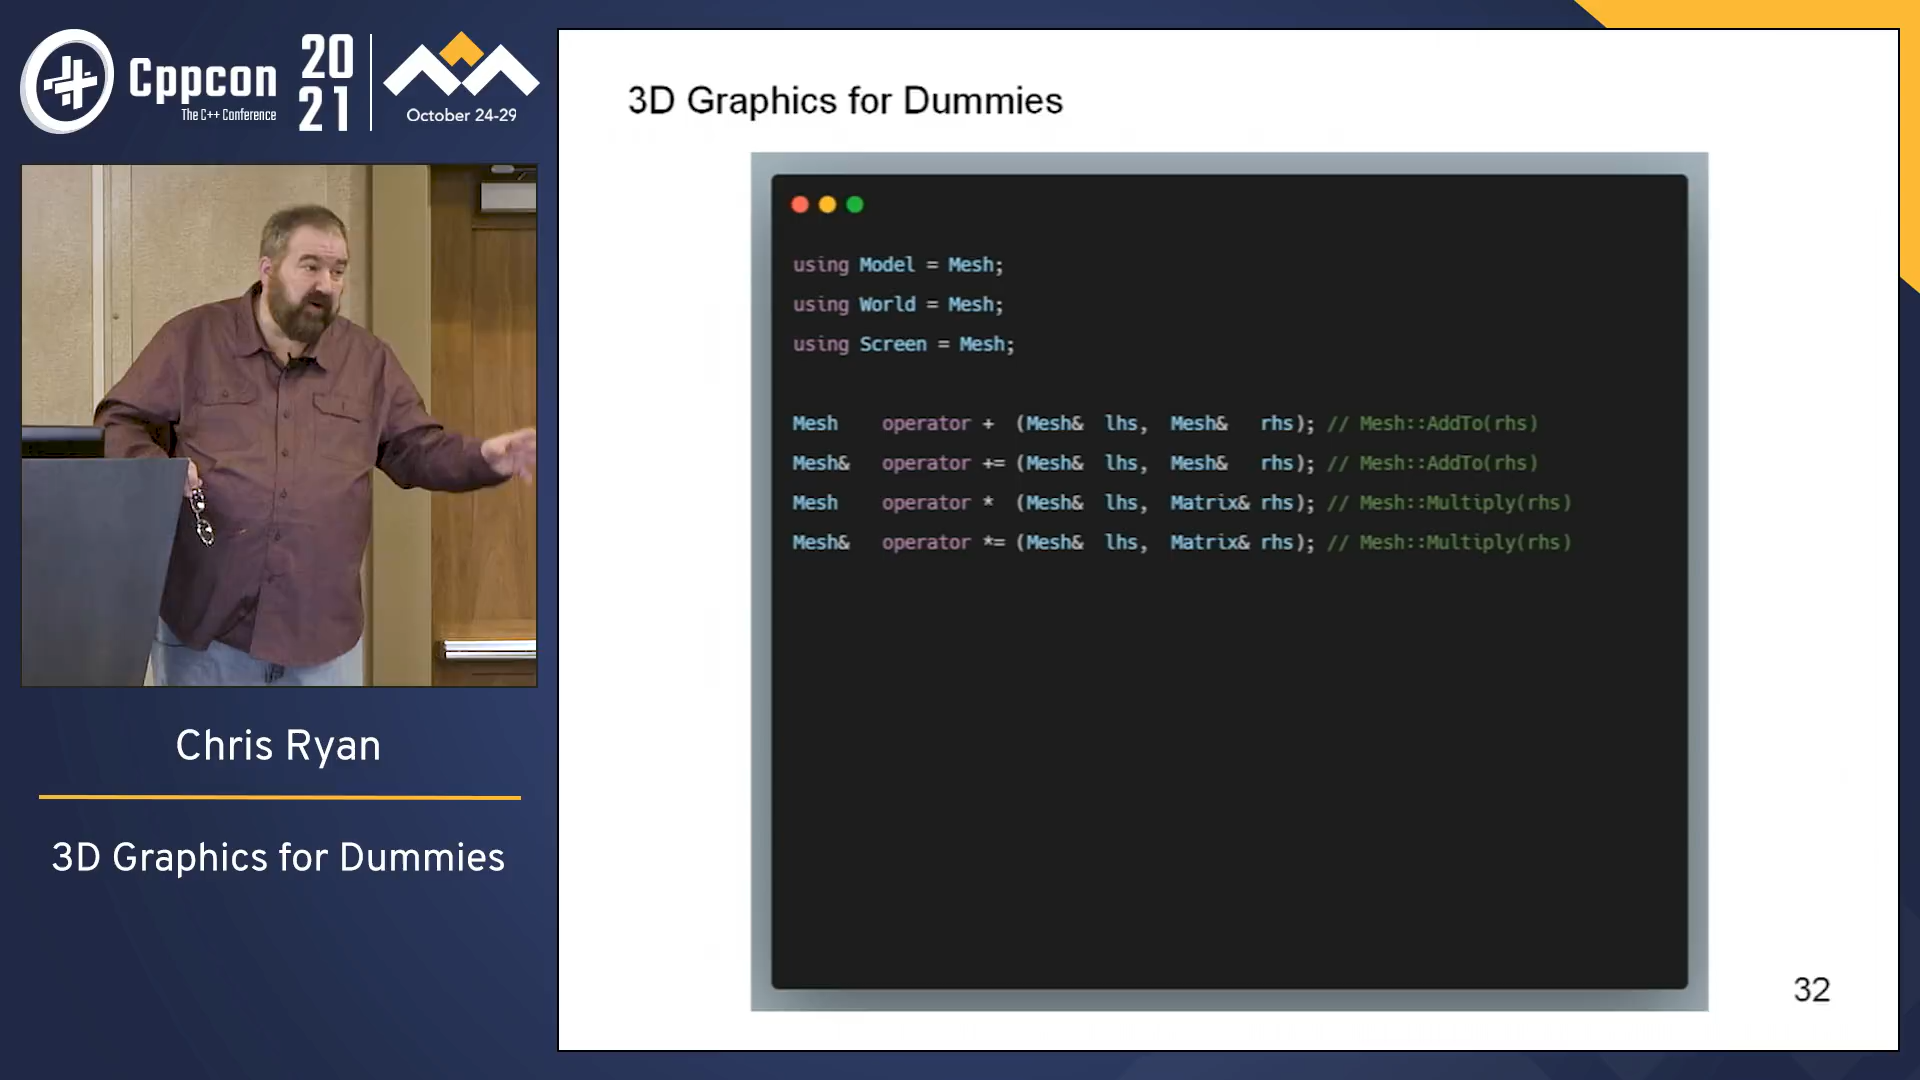 Cppcon
The C++ Conference
20
21
October 24-29
Chris Ryan
3D Graphics for Dummies
3D Graphics for Dummies
using Model = Mesh;
using World = Mesh;
using Screen = Mesh;
Mesh operator + (Mesh& lhs, Mesh& rhs); // Mesh::AddTo(rhs)
Mesh& operator += (Mesh& lhs, Mesh& rhs); // Mesh::AddTo(rhs)
Mesh operator * (Mesh& lhs, Matrix& rhs); // Mesh::Multiply(rhs)
Mesh& operator *= (Mesh& lhs, Matrix& rhs); // Mesh::Multiply(rhs)
32